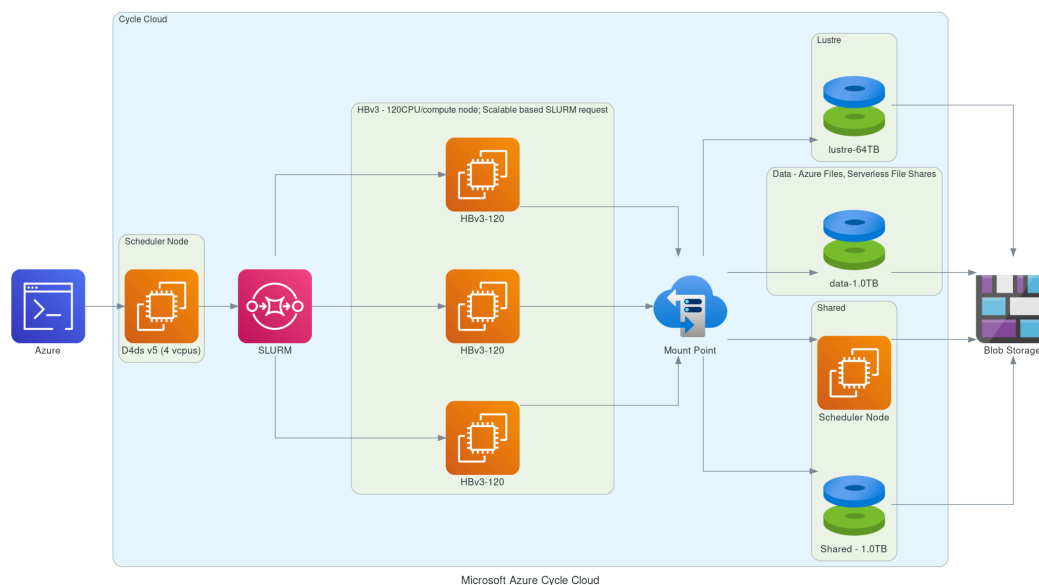 Cycle Cloud
Lustre
lustre-64TB
HBv3 - 120CPU/compute node; Scalable based SLURM request
HBv3-120
Data - Azure Files, Serverless File Shares
data-1.0TB
Scheduler Node
D4ds v5 (4 vcpus)
Azure
SLURM
HBv3-120
Mount Point
Blob Storage
Shared
Scheduler Node
HBv3-120
Shared - 1.0TB
Microsoft Azure Cycle Cloud